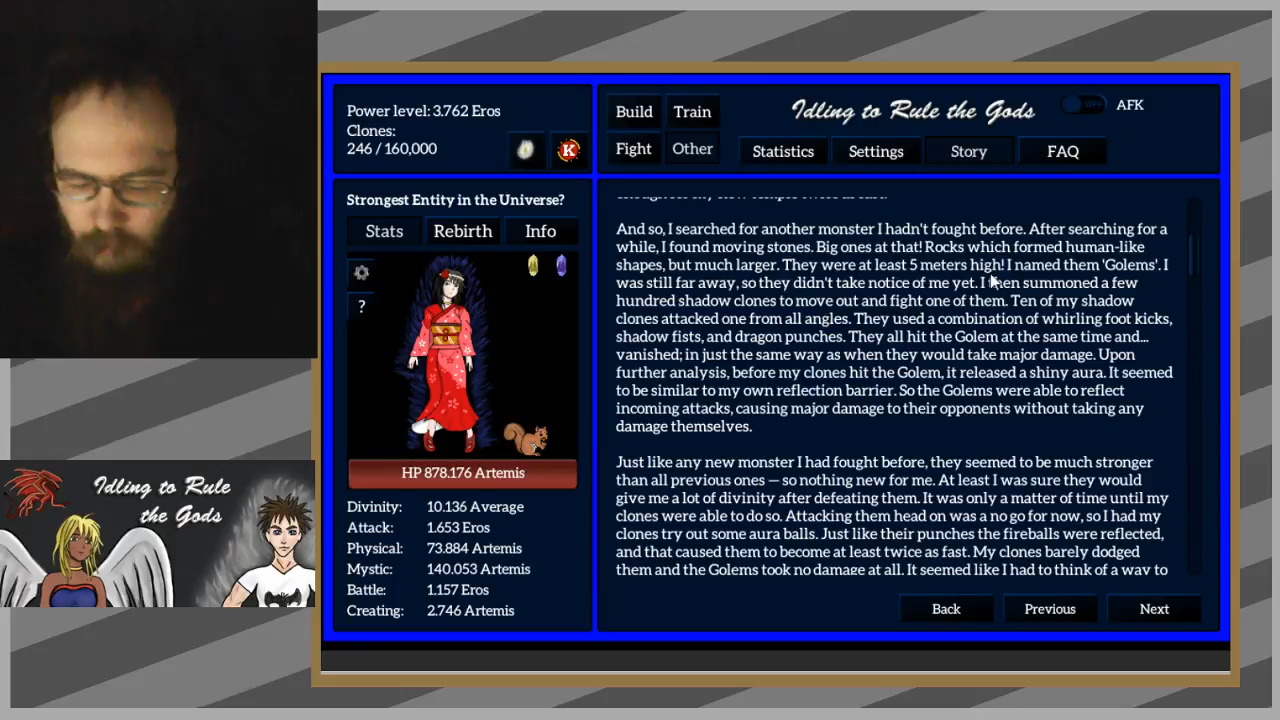 Power level: 3.762 Eros
Clones:
246 / 160,000
K
Build
Train
Fight
Other
Idling to Rule the Gods
OFF
AFK
Statistics
Settings
Story
FAQ
Strongest Entity in the Universe?
Stats
Rebirth
Info
?
HP 878.176 Artemis
Divinity: 10.136 Average
Attack: 1.653 Eros
Physical: 73.884 Artemis
Mystic: 140.053 Artemis
Battle: 1.157 Eros
Creating: 2.746 Artemis
And so, I searched for another monster I hadn't fought before. After searching for a
while, I found moving stones. Big ones at that! Rocks which formed human-like
shapes, but much larger. They were at least 5 meters high! I named them 'Golems'. I
was still far away, so they didn't take notice of me yet. I then summoned a few
hundred shadow clones to move out and fight one of them. Ten of my shadow
clones attacked one from all angles. They used a combination of whirling foot kicks,
shadow fists, and dragon punches. They all hit the Golem at the same time and...
vanished; in just the same way as when they would take major damage. Upon
further analysis, before my clones hit the Golem, it released a shiny aura. It seemed
to be similar to my own reflection barrier. So the Golems were able to reflect
incoming attacks, causing major damage to their opponents without taking any
damage themselves.
Just like any new monster I had fought before, they seemed to be much stronger
than all previous ones — so nothing new for me. At least I was sure they would
give me a lot of divinity after defeating them. It was only a matter of time until my
clones were able to do so. Attacking them head on was a no go for now, so I had my
clones try out some aura balls. Just like their punches the fireballs were reflected,
and that caused them to become at least twice as fast. My clones barely dodged
them and the Golems took no damage at all. It seemed like I had to think of a way to
Back
Previous
Next
Idling to Rule
the Gods